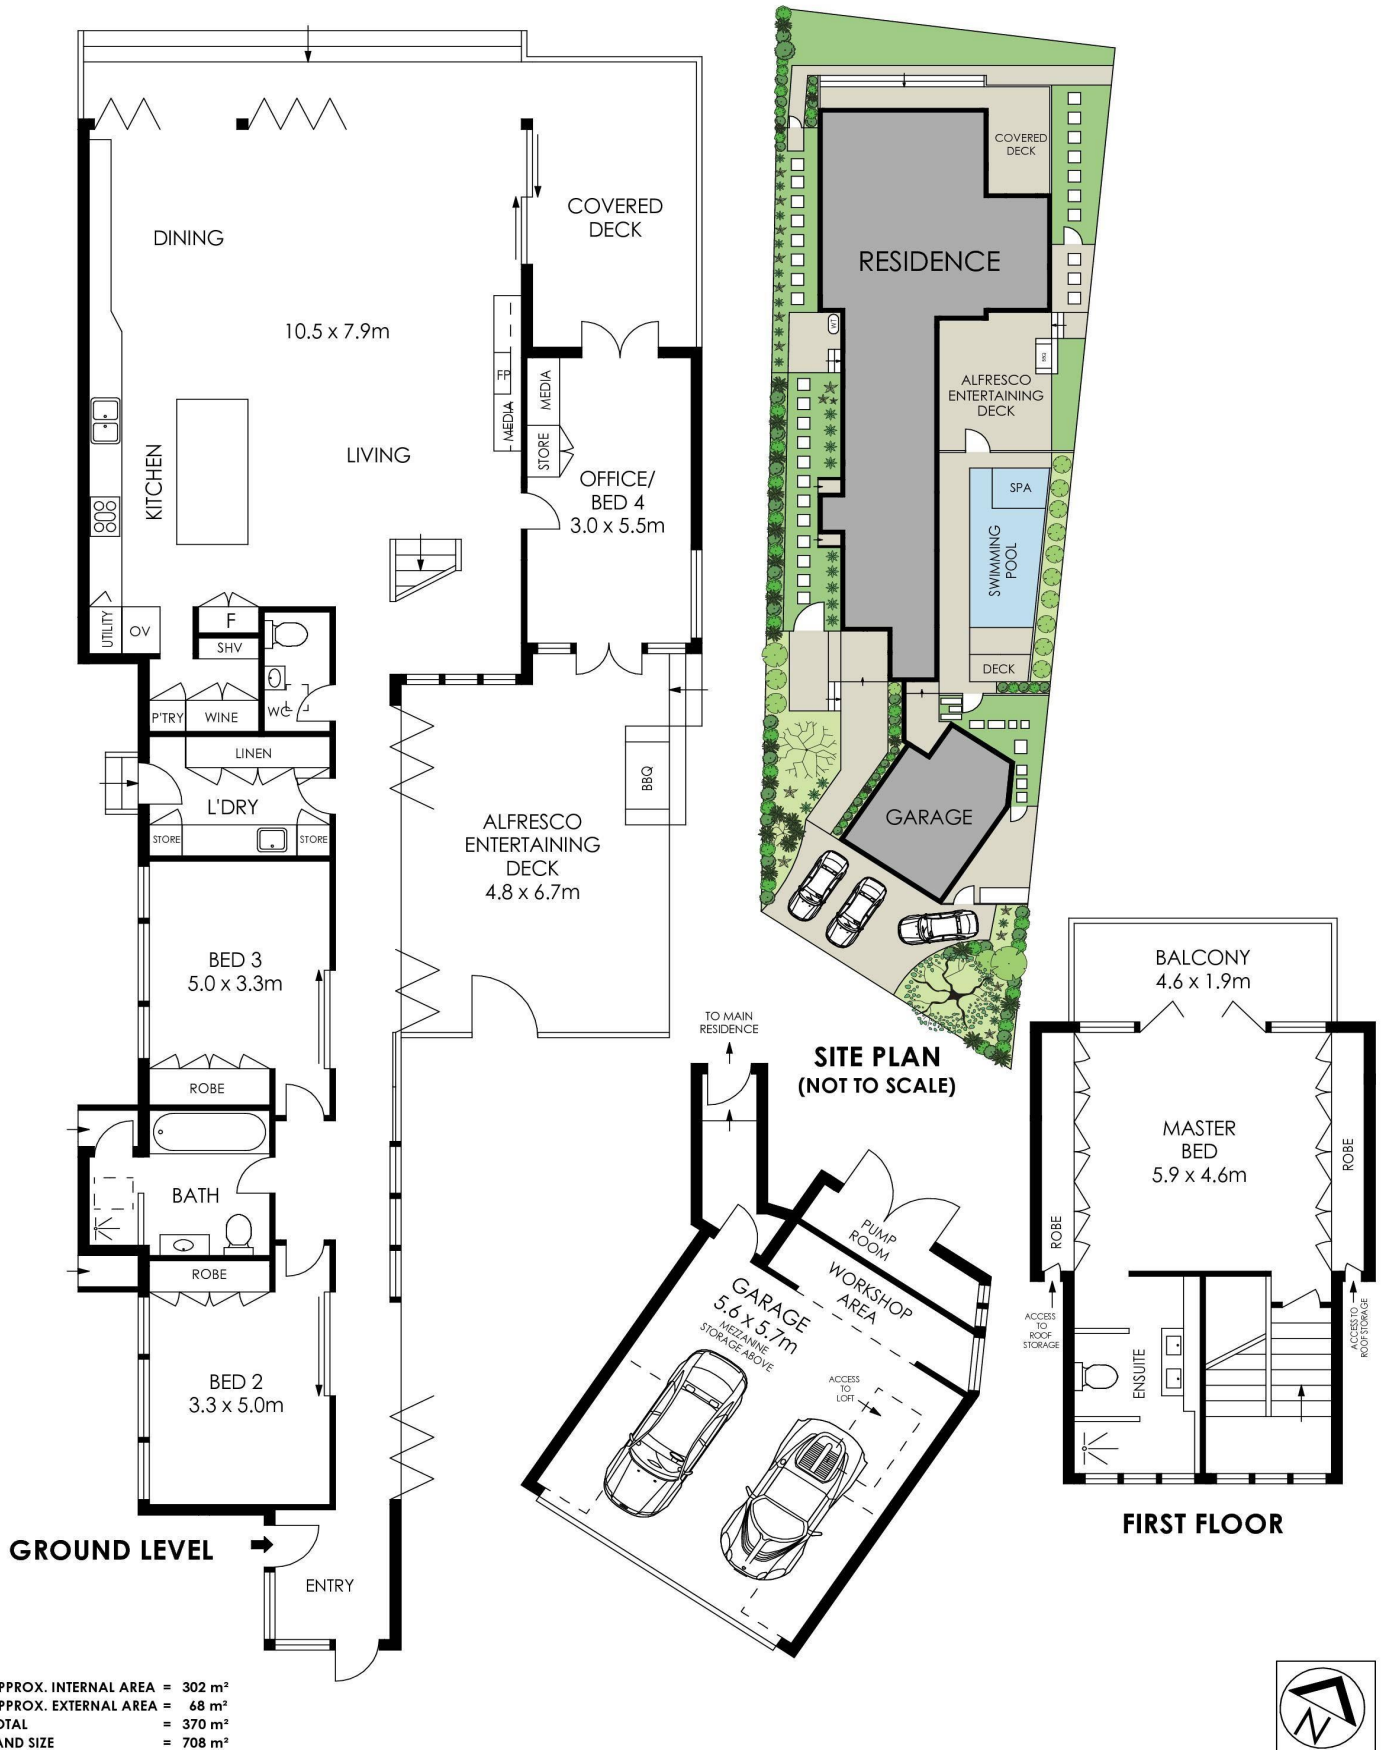 DINING
10.5 x 7.9m
KITCHEN
LIVING
COVERED
DECK
FP
MEDIA
MEDIA
STORE
OFFICE/
BED 4
3.0 x 5.5m
UTILITY
OV
F
SHV
P'TRY
WINE
WC
LINEN
L'DRY
STORE
STORE
BBQ
ALFRESCO
ENTERTAINING
DECK
4.8 x 6.7m
BED 3
5.0 x 3.3m
ROBE
BATH
ROBE
BED 2
3.3 x 5.0m
GROUND LEVEL
ENTRY
COVERED
DECK
RESIDENCE
WT
BBQ
ALFRESCO
ENTERTAINING
DECK
SPA
SWIMMING
POOL
DECK
GARAGE
SITE PLAN
(NOT TO SCALE)
TO MAIN
RESIDENCE
PUMP
ROOM
WORKSHOP
AREA
GARAGE
5.6 x 5.7m
MEZZANINE
STORAGE ABOVE
ACCESS
TO
LOFT
BALCONY
4.6 x 1.9m
MASTER
BED
5.9 x 4.6m
ROBE
ROBE
ACCESS
TO
ROOF
STORAGE
ACCESS TO
ROOF STORAGE
ENSUITE
FIRST FLOOR
PPROX. INTERNAL AREA = 302 m²
PPROX. EXTERNAL AREA = 68 m²
OTAL = 370 m²
AND SIZE = 708 m²
N